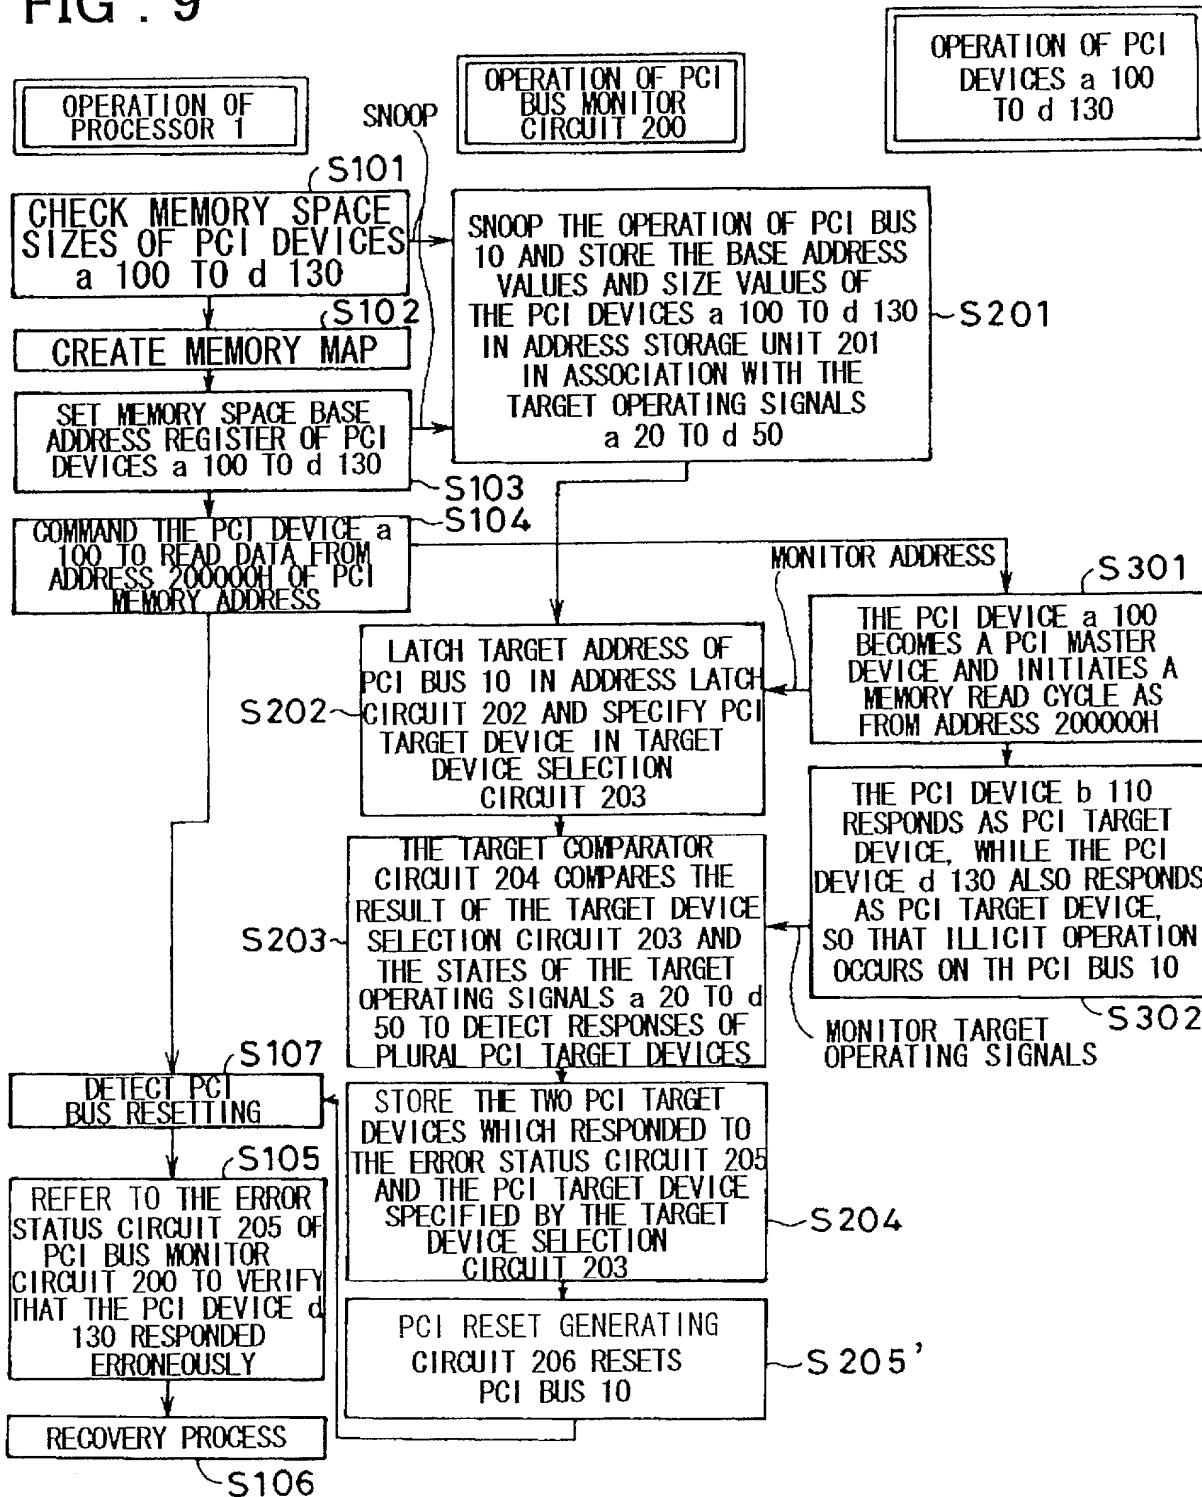 FIG . 9
OPERATION OF
PROCESSOR 1
SNOOP
OPERATION OF PCI
BUS MONITOR
CIRCUIT 200
OPERATION OF PCI
DEVICES a 100
TO d 130
S101
CHECK MEMORY SPACE
SIZES OF PCI DEVICES
a 100 TO d 130
S102
CREATE MEMORY MAP
SET MEMORY SPACE BASE
ADDRESS REGISTER OF PCI
DEVICES a 100 TO d 130
S103
S104
COMMAND THE PCI DEVICE a
100 TO READ DATA FROM
ADDRESS 200000H OF PCI
MEMORY ADDRESS
SNOOP THE OPERATION OF PCI BUS
10 AND STORE THE BASE ADDRESS
VALUES AND SIZE VALUES OF
THE PCI DEVICES a 100 TO d 130
IN ADDRESS STORAGE UNIT 201
IN ASSOCIATION WITH THE
TARGET OPERATING SIGNALS
a 20 TO d 50
S201
MONITOR ADDRESS
S301
THE PCI DEVICE a 100
BECOMES A PCI MASTER
DEVICE AND INITIATES A
MEMORY READ CYCLE AS
FROM ADDRESS 200000H
LATCH TARGET ADDRESS OF
PCI BUS 10 IN ADDRESS LATCH
CIRCUIT 202 AND SPECIFY PCI
TARGET DEVICE IN TARGET
DEVICE SELECTION
CIRCUIT 203
S202
THE PCI DEVICE b 110
RESPONDS AS PCI TARGET
DEVICE, WHILE THE PCI
DEVICE d 130 ALSO RESPONDS
AS PCI TARGET DEVICE,
SO THAT ILLICIT OPERATION
OCCURS ON TH PCI BUS 10
S302
THE TARGET COMPARATOR
CIRCUIT 204 COMPARES THE
RESULT OF THE TARGET DEVICE
SELECTION CIRCUIT 203 AND
THE STATES OF THE TARGET
OPERATING SIGNALS a 20 TO d
50 TO DETECT RESPONSES OF
PLURAL PCI TARGET DEVICES
S203
MONITOR TARGET
OPERATING SIGNALS
S107
DETECT PCI
BUS RESETTING
STORE THE TWO PCI TARGET
DEVICES WHICH RESPONDED TO
THE ERROR STATUS CIRCUIT 205
AND THE PCI TARGET DEVICE
SPECIFIED BY THE TARGET
DEVICE SELECTION
CIRCUIT 203
S204
S105
REFER TO THE ERROR
STATUS CIRCUIT 205 OF
PCI BUS MONITOR
CIRCUIT 200 TO VERIFY
THAT THE PCI DEVICE d
130 RESPONDED
ERRONEOUSLY
PCI RESET GENERATING
CIRCUIT 206 RESETS
PCI BUS 10
S205'
RECOVERY PROCESS
S106